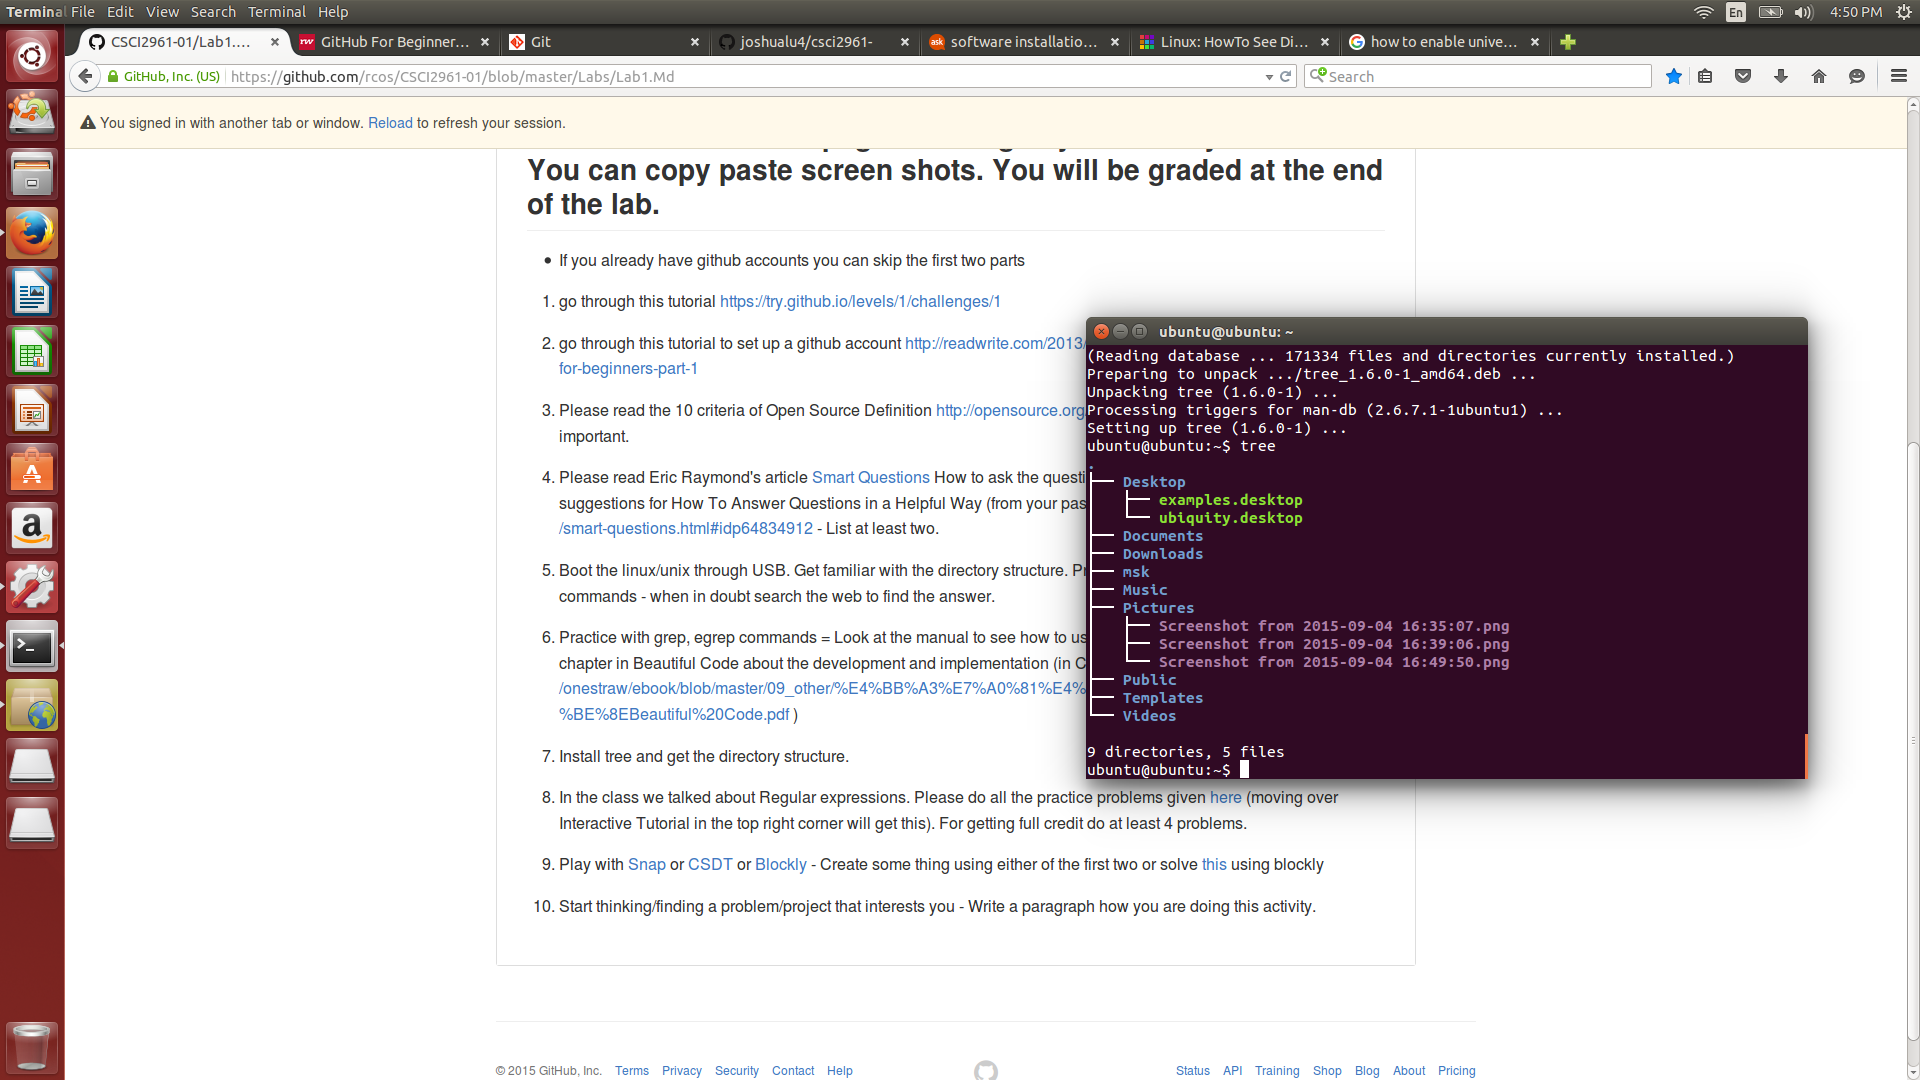 Terminal File Edit View Search Terminal Help
En 4:50 PM
CSCI2961-01/Lab1.... GitHub For Beginner... Git joshualu4/csci2961- software installatio... Linux: HowTo See Di... how to enable unive...
GitHub, Inc. (US) https://github.com/rcos/CSCI2961-01/blob/master/Labs/Lab1.Md Search
You signed in with another tab or window. Reload to refresh your session.
You can copy paste screen shots. You will be graded at the end
of the lab.
• If you already have github accounts you can skip the first two parts
1. go through this tutorial https://try.github.io/levels/1/challenges/1
2. go through this tutorial to set up a github account http://readwrite.com/2013/
for-beginners-part-1
3. Please read the 10 criteria of Open Source Definition http://opensource.org
important.
4. Please read Eric Raymond's article Smart Questions How to ask the questi
suggestions for How To Answer Questions in a Helpful Way (from your pas
/smart-questions.html#idp64834912 - List at least two.
5. Boot the linux/unix through USB. Get familiar with the directory structure. Pr
commands - when in doubt search the web to find the answer.
6. Practice with grep, egrep commands = Look at the manual to see how to us
chapter in Beautiful Code about the development and implementation (in C
/onestraw/ebook/blob/master/09_other/%E4%BB%A3%E7%A0%81%E4%
%BE%8EBeautiful%20Code.pdf )
7. Install tree and get the directory structure.
8. In the class we talked about Regular expressions. Please do all the practice problems given here (moving over
Interactive Tutorial in the top right corner will get this). For getting full credit do at least 4 problems.
9. Play with Snap or CSDT or Blockly - Create some thing using either of the first two or solve this using blockly
10. Start thinking/finding a problem/project that interests you - Write a paragraph how you are doing this activity.
ubuntu@ubuntu: ~
(Reading database ... 171334 files and directories currently installed.)
Preparing to unpack .../tree_1.6.0-1_amd64.deb ...
Unpacking tree (1.6.0-1) ...
Processing triggers for man-db (2.6.7.1-1ubuntu1) ...
Setting up tree (1.6.0-1) ...
ubuntu@ubuntu:~$ tree
.
├── Desktop
│   ├── examples.desktop
│   └── ubiquity.desktop
├── Documents
├── Downloads
├── msk
├── Music
├── Pictures
│   ├── Screenshot from 2015-09-04 16:35:07.png
│   ├── Screenshot from 2015-09-04 16:39:06.png
│   └── Screenshot from 2015-09-04 16:49:50.png
├── Public
├── Templates
└── Videos
9 directories, 5 files
ubuntu@ubuntu:~$
© 2015 GitHub, Inc. Terms Privacy Security Contact Help Status API Training Shop Blog About Pricing